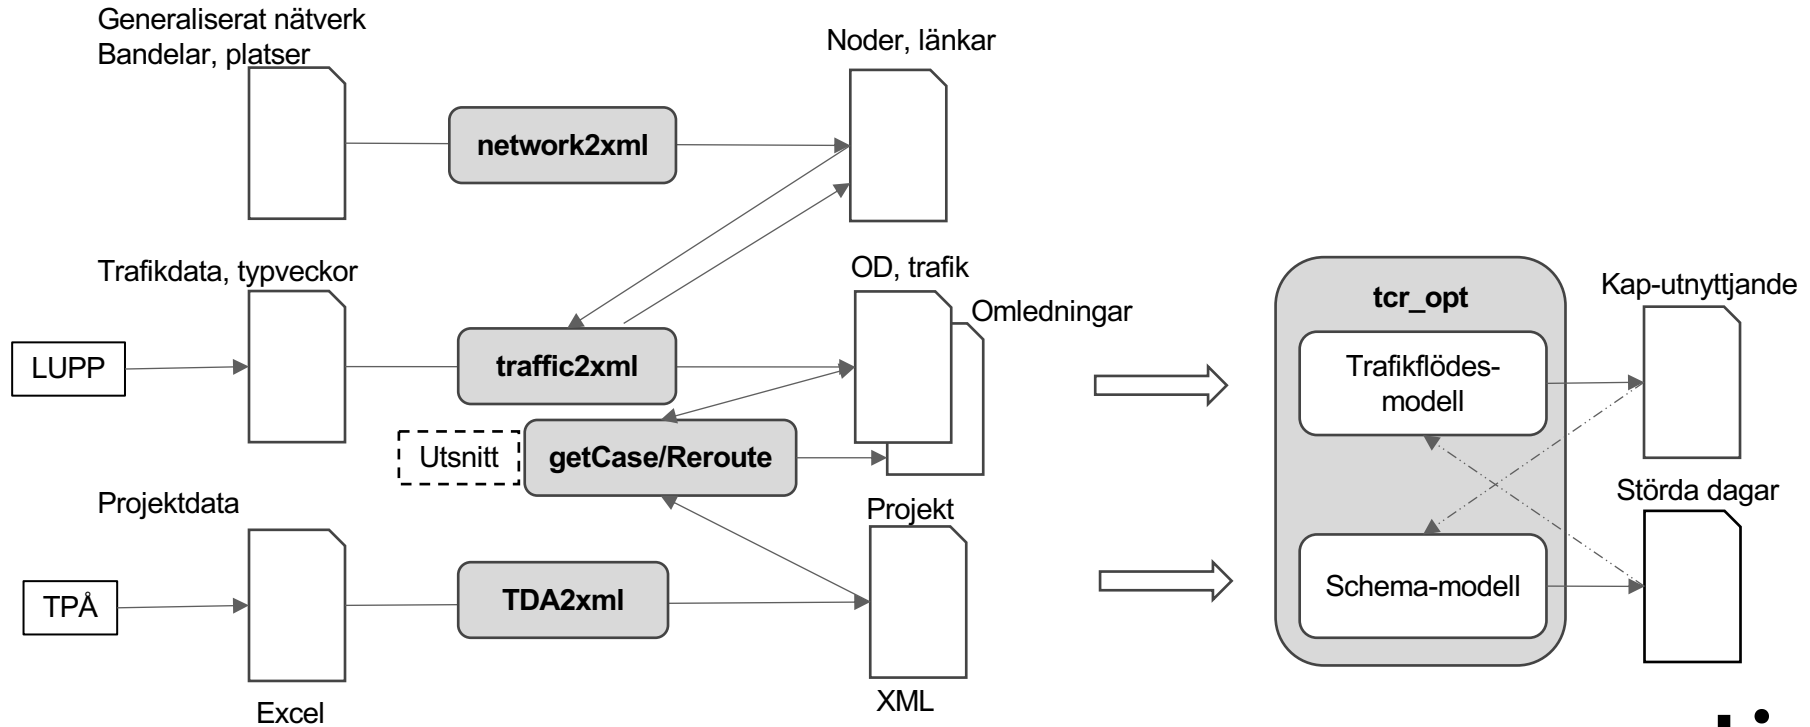 Generaliserat nätverk
Bandelar, platser
Noder, länkar
network2xml
Trafikdata, typveckor
OD, trafik
Omledningar
LUPP
traffic2xml
Utsnitt
getCase/Reroute
Projektdata
Projekt
TPÅ
TDA2xml
Excel
XML
tcr_opt
Trafikflödes-
modell
Schema-modell
Kap-utnyttjande
Störda dagar